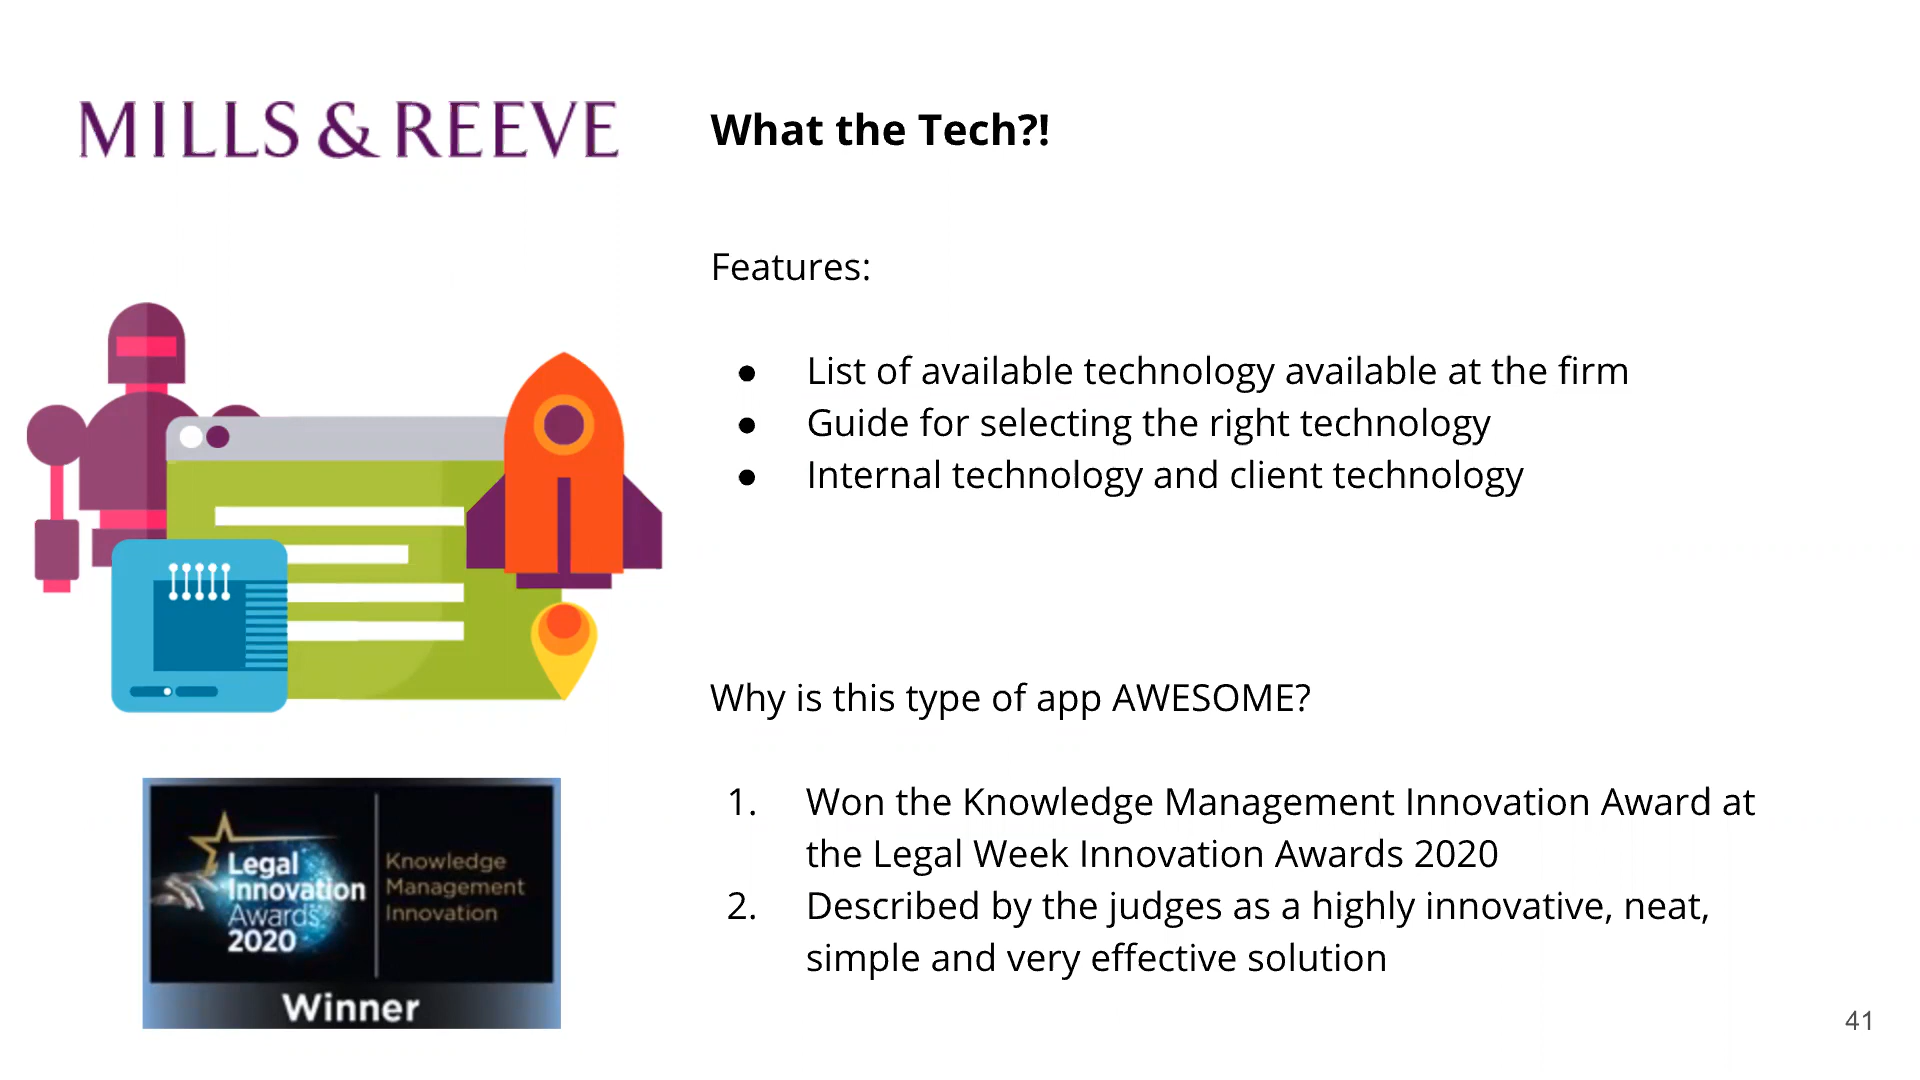 MILLS & REEVE
What the Tech?!
Features:
● List of available technology available at the firm
● Guide for selecting the right technology
● Internal technology and client technology
Why is this type of app AWESOME?
1. Won the Knowledge Management Innovation Award at
the Legal Week Innovation Awards 2020
2. Described by the judges as a highly innovative, neat,
simple and very effective solution
Legal
Innovation
Awards
2020
Knowledge
Management
Innovation
Winner
41